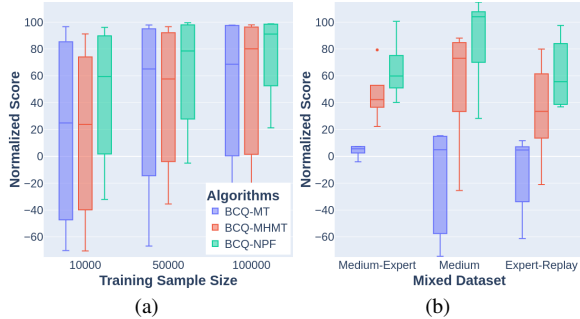 Normalized Score
100
80
60
40
20
0
−20
−40
−60
10000
50000
100000
Training Sample Size
Algorithms
BCQ-MT
BCQ-MHMT
BCQ-NPF
(a)
Normalized Score
100
80
60
40
20
0
−20
−40
−60
Medium-Expert
Medium
Expert-Replay
Mixed Dataset
(b)